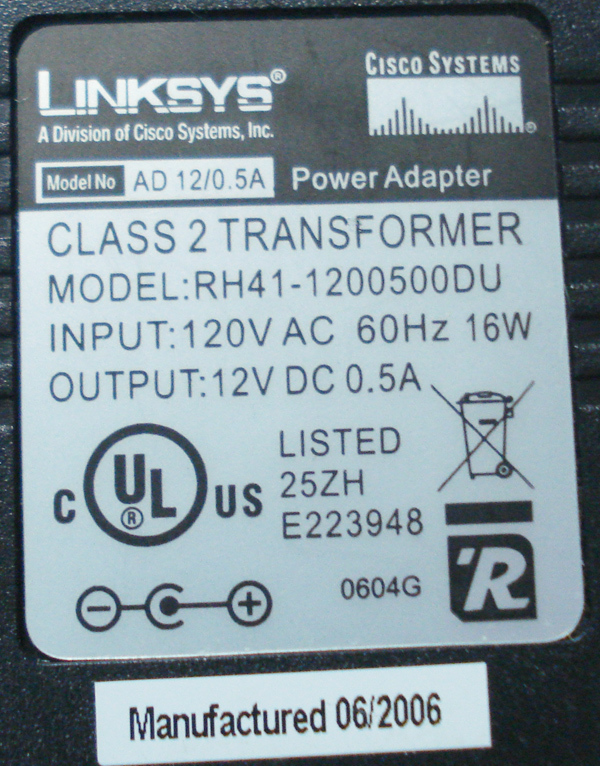 LINKSYS®
A Division of Cisco Systems, Inc.
CISCO SYSTEMS
®
Model No AD 12/0.5A Power Adapter
CLASS 2 TRANSFORMER
MODEL:RH41-1200500DU
INPUT:120V AC 60Hz 16W
OUTPUT:12V DC 0.5A
C UL® US
LISTED
25ZH
E223948
0604G
'R
Manufactured 06/2006